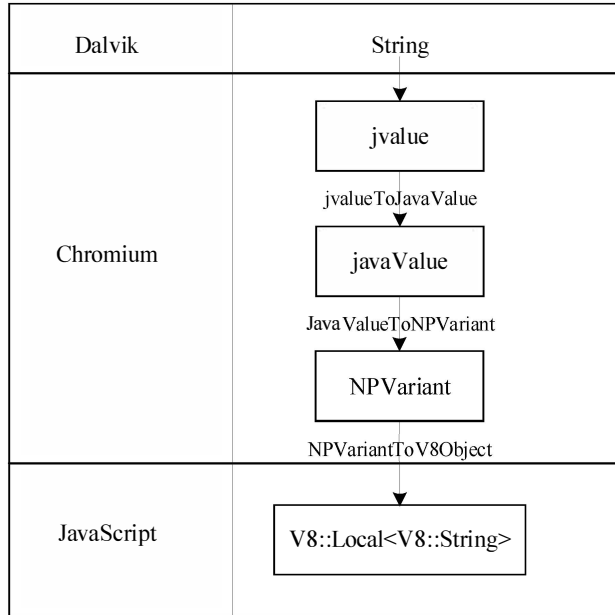 Dalvik
String
jvalue
jvalueToJavaValue
Chromium
javaValue
JavaValueToNPVariant
NPVariant
NPVariantToV8Object
JavaScript
V8::Local<V8::String>